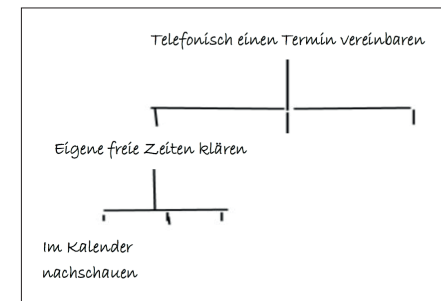 Telefonisch einen Termin vereinbaren
Eigene freie Zeiten klären
Im Kalender
nachschauen